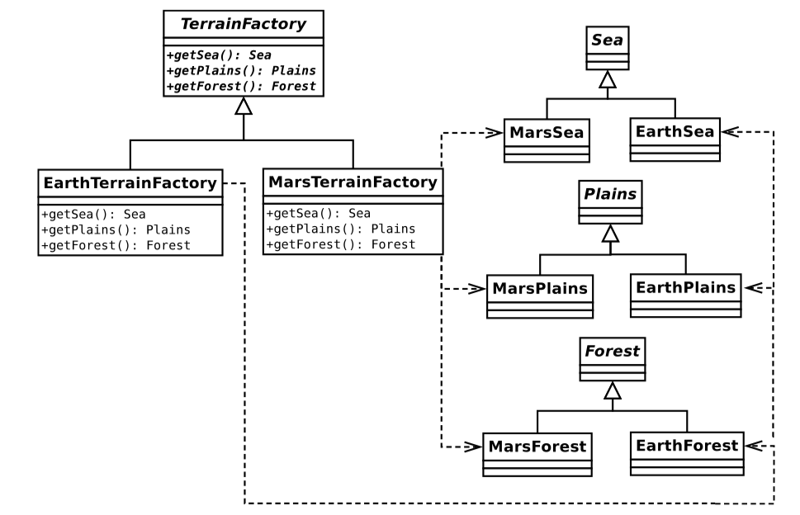 TerrainFactory
+getSea(): Sea
+getPlains(): Plains
+getForest(): Forest
EarthTerrainFactory
+getSea(): Sea
+getPlains(): Plains
+getForest(): Forest
MarsTerrainFactory
+getSea(): Sea
+getPlains(): Plains
+getForest(): Forest
Sea
MarsSea
EarthSea
Plains
MarsPlains
EarthPlains
Forest
MarsForest
EarthForest